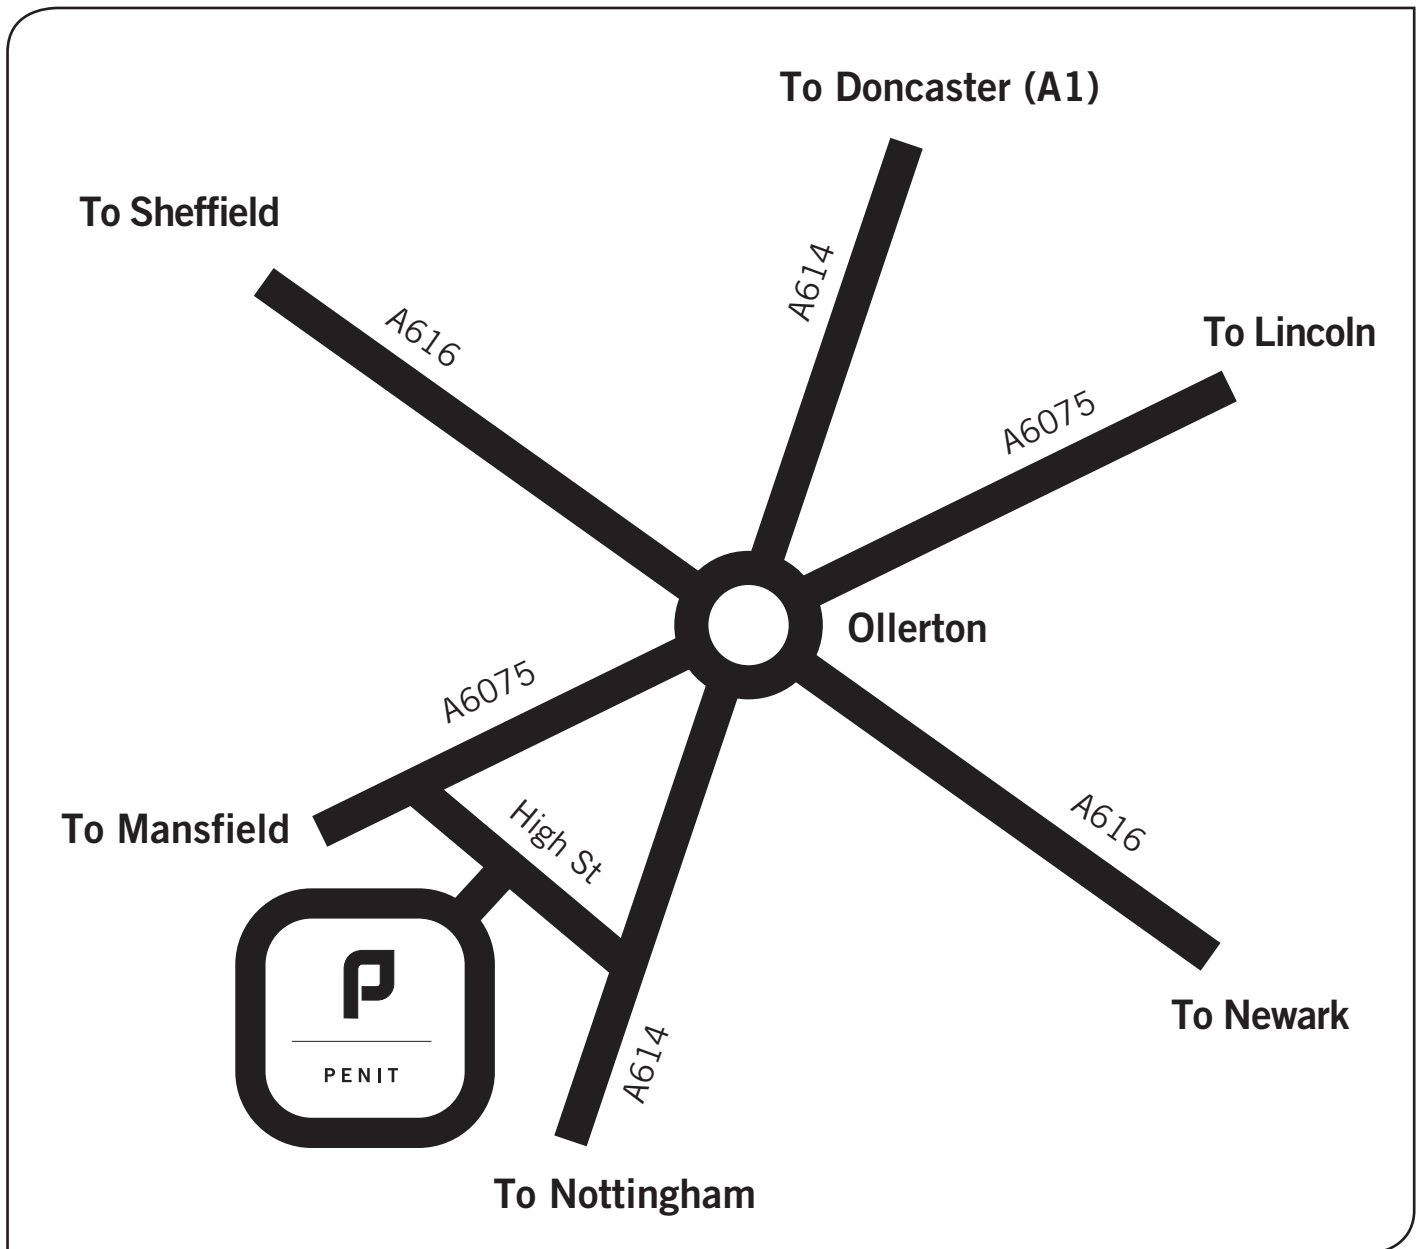 To Doncaster (A1)
To Sheffield
A614
A616
To Lincoln
A6075
Ollerton
A6075
High St
A616
To Mansfield
PENIT
A614
To Newark
To Nottingham